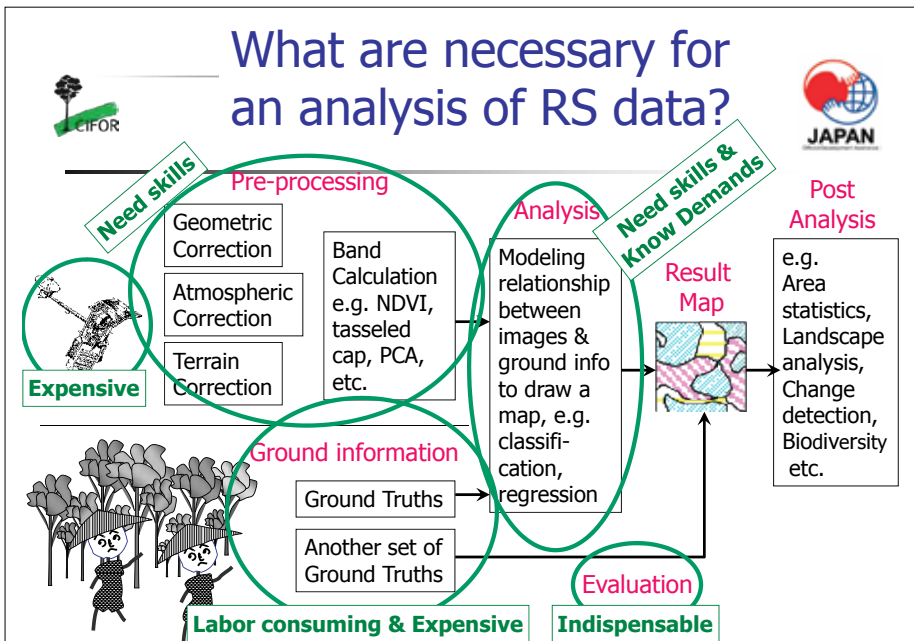 What are necessary for
an analysis of RS data?
CIFOR
JAPAN
Need skills
Pre-processing
Geometric
Correction
Atmospheric
Correction
Terrain
Correction
Band
Calculation
e.g. NDVI,
tasseled
cap, PCA,
etc.
Expensive
Analysis
Need skills &
Know Demands
Modeling
relationship
between
images &
ground info
to draw a
map, e.g.
classifi-
cation,
regression
Result
Map
Post
Analysis
e.g.
Area
statistics,
Landscape
analysis,
Change
detection,
Biodiversity
etc.
Ground information
Ground Truths
Another set of
Ground Truths
Labor consuming & Expensive
Evaluation
Indispensable